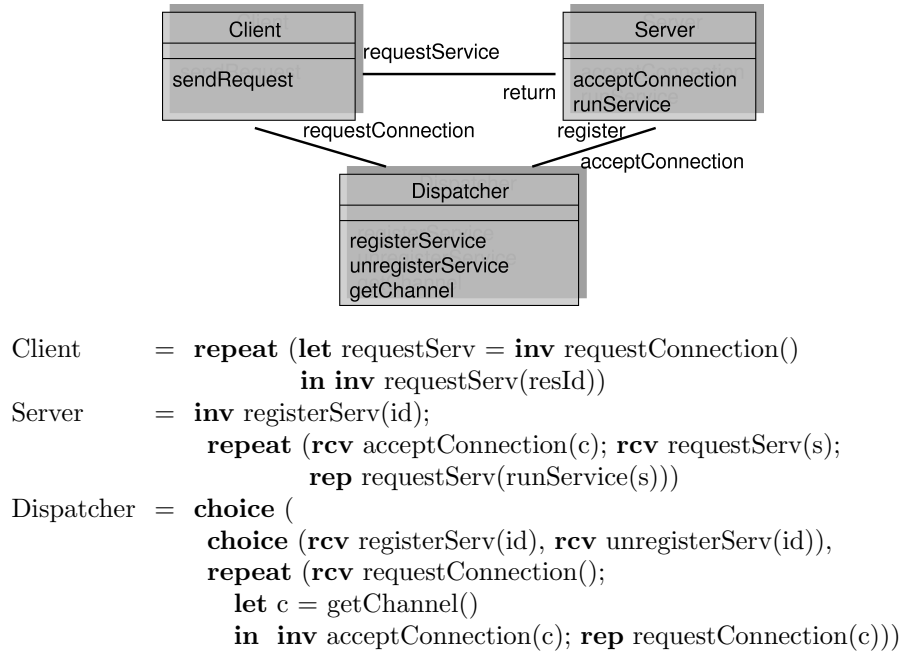 Client
sendRequest
requestService
return
Server
acceptConnection
runService
requestConnection
register
acceptConnection
Dispatcher
registerService
unregisterService
getChannel
Client = repeat (let requestServ = inv requestConnection()
in inv requestServ(resId))
Server = inv registerServ(id);
repeat (rcv acceptConnection(c); rcv requestServ(s);
rep requestServ(runService(s)))
Dispatcher = choice (
choice (rcv registerServ(id), rcv unregisterServ(id)),
repeat (rcv requestConnection();
let c = getChannel()
in inv acceptConnection(c); rep requestConnection(c)))